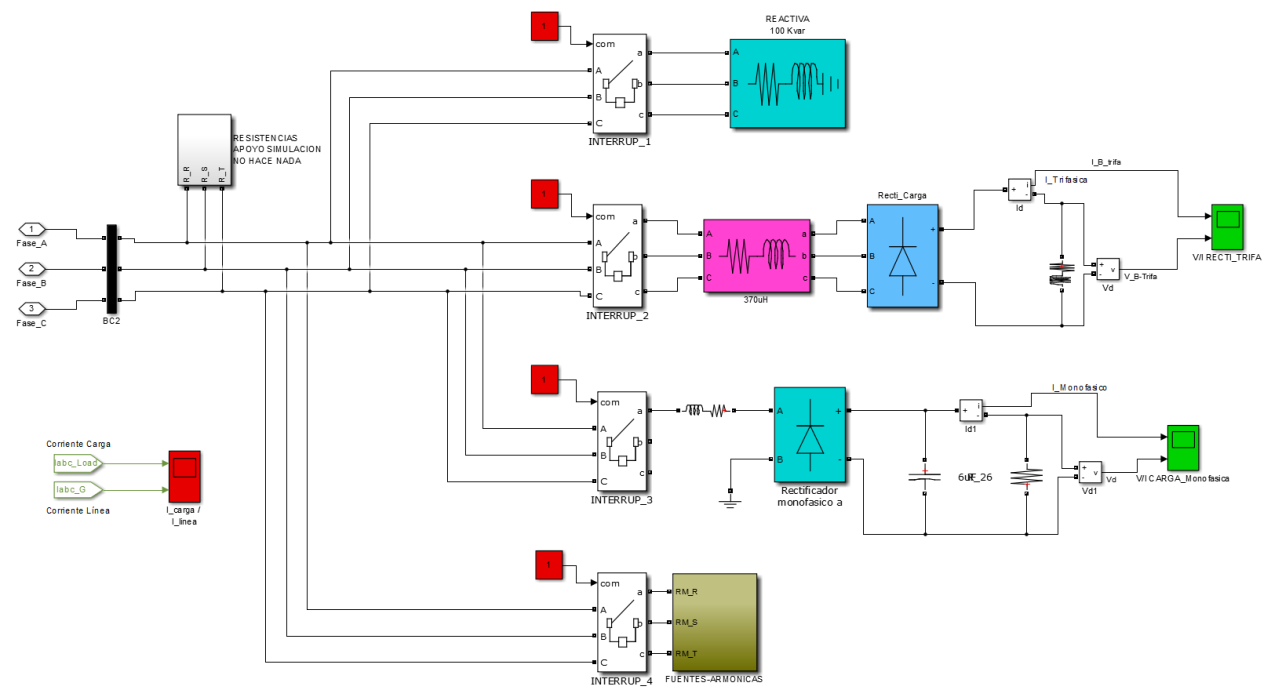 REACTIVA
100 Kvar
1
com
A
B
C
a
b
c
A
B
C
INTERRUP_1
RESISTENCIAS
APOYO SIMULACION
NO HACE NADA
R_R
R_S
R_T
1
Fase_A
2
Fase_B
3
Fase_C
BC2
1
com
A
B
C
a
b
c
INTERRUP_2
A
B
C
a
b
c
370uH
Recti_Carga
A
B
C
+
-
I_B_trifa
I_Trifasica
+
i
-
Id
+
-
v
Vd
V_B-Trifa
V/I RECTI_TRIFA
1
com
A
B
C
a
b
c
INTERRUP_3
A
B
+
-
Rectificador
monofasico a
I_Monofasico
+
i
-
Id1
6uF
26
+
-
v
Vd
Vd1
V/I CARGA_Monofasica
Corriente Carga
Iabc_Load
Iabc_G
Corriente Línea
I_carga /
I_linea
1
com
A
B
C
a
b
c
INTERRUP_4
RM_R
RM_S
RM_T
FUENTES-ARMONICAS